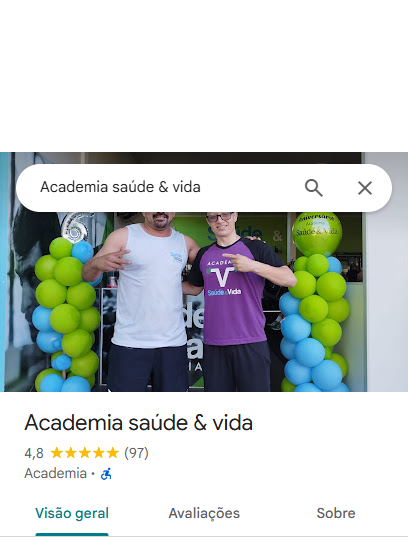 Academia saúde & vida
6
ACADEMIA
V
Saúde & Vida
Saúde & Vida
Academia saúde & vida
4,8 (97)
Academia ·
Visão geral Avaliações Sobre